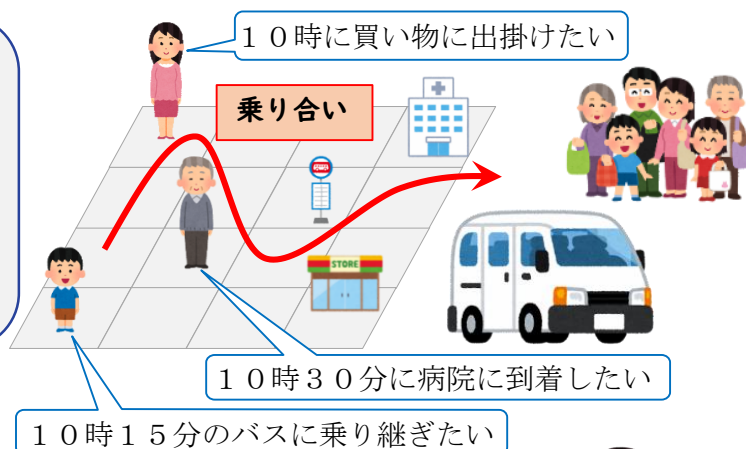 １０時に買い物に出掛けたい
乗り合い
STORE
１０時３０分に病院に到着したい
１０時１５分のバスに乗り継ぎたい